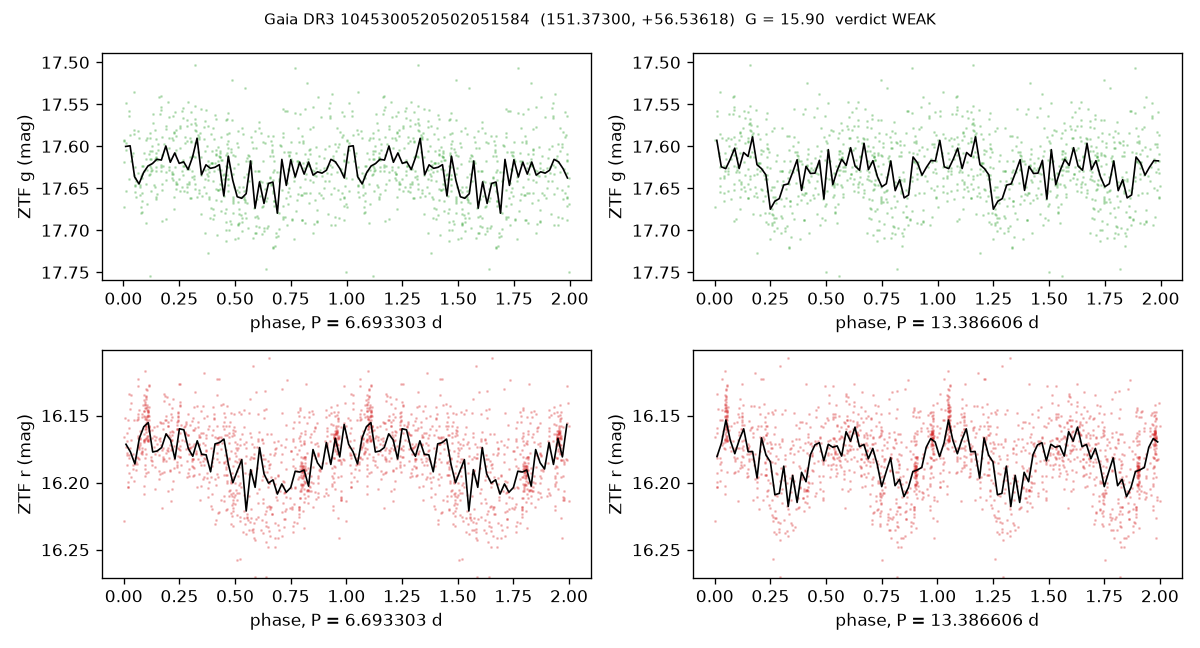 Gaia DR3 1045300520502051584  (151.37300, +56.53618)  G = 15.90  verdict WEAK
ZTF g (mag)
17.50
17.55
17.60
17.65
17.70
17.75
0.00 0.25 0.50 0.75 1.00 1.25 1.50 1.75 2.00
phase, P = 6.693303 d
ZTF g (mag)
17.50
17.55
17.60
17.65
17.70
17.75
0.00 0.25 0.50 0.75 1.00 1.25 1.50 1.75 2.00
phase, P = 13.386606 d
ZTF r (mag)
16.15
16.20
16.25
0.00 0.25 0.50 0.75 1.00 1.25 1.50 1.75 2.00
phase, P = 6.693303 d
ZTF r (mag)
16.15
16.20
16.25
0.00 0.25 0.50 0.75 1.00 1.25 1.50 1.75 2.00
phase, P = 13.386606 d